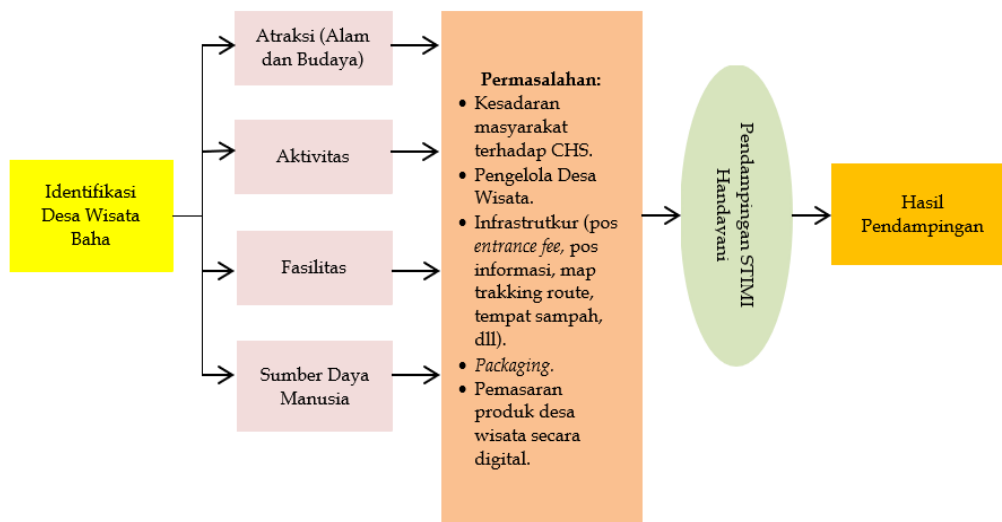 Identifikasi
Desa Wisata
Baha
Atraksi (Alam
dan Budaya)
Aktivitas
Fasilitas
Sumber Daya
Manusia
Permasalahan:
• Kesadaran
masyarakat
terhadap CHS.
• Pengelola Desa
Wisata.
• Infrastrutkur (pos
entrance fee, pos
informasi, map
trakking route,
tempat sampah,
dll).
• Packaging.
• Pemasaran
produk desa
wisata secara
digital.
Pendampingan STIMI
Handayani
Hasil
Pendampingan